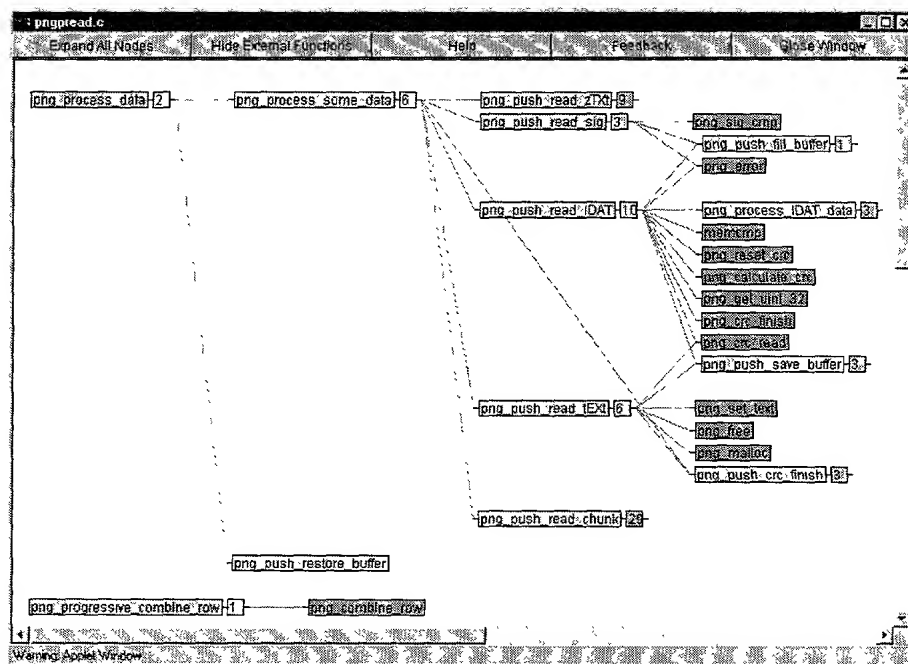 pngpread.c
Expand All Nodes Hide External Functions Help Feedback Close Window
png_process_data 2 png_process_some_data 6 png_push_read_zTXt 9
png_push_read_sig 3 png_sig_cmp
png_push_fill_buffer 1
png_error
png_push_read_IDAT 10 png_process_IDAT_data 3
memcmp
png_reset_crc
png_calculate_crc
png_get_uint_32
png_crc_finish
png_crc_read
png_push_save_buffer 3
png_push_read_tEXt 6 png_set_text
png_free
png_malloc
png_push_crc_finish 3
png_push_read_chunk 29
png_push_restore_buffer
png_progressive_combine_row 1 png_combine_row
Warning: Applet Window